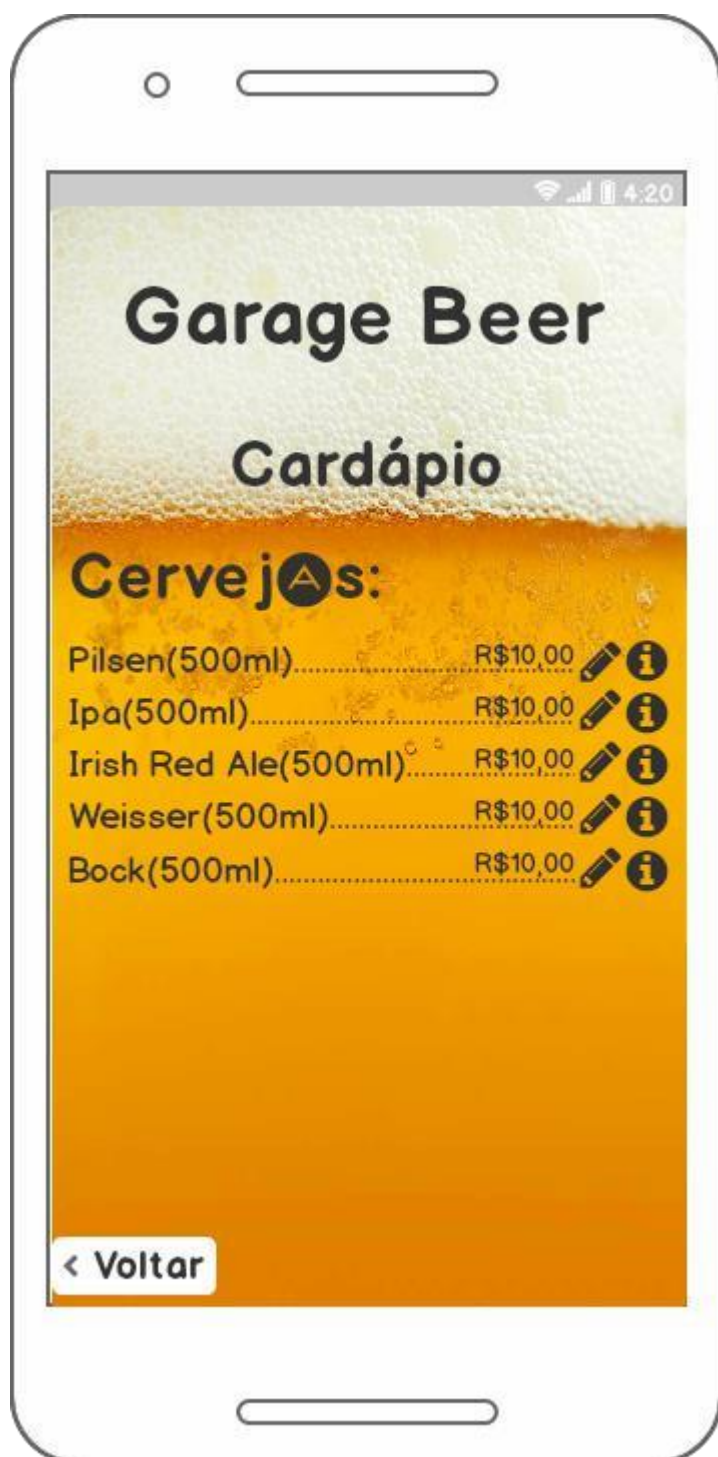 4:20
Garage Beer
Cardápio
CervejAs:
Pilsen(500ml)..........................R$10,00
Ipa(500ml)..........................R$10,00
Irish Red Ale(500ml)..........................R$10,00
Weisser(500ml)..........................R$10,00
Bock(500ml)..........................R$10,00
< Voltar